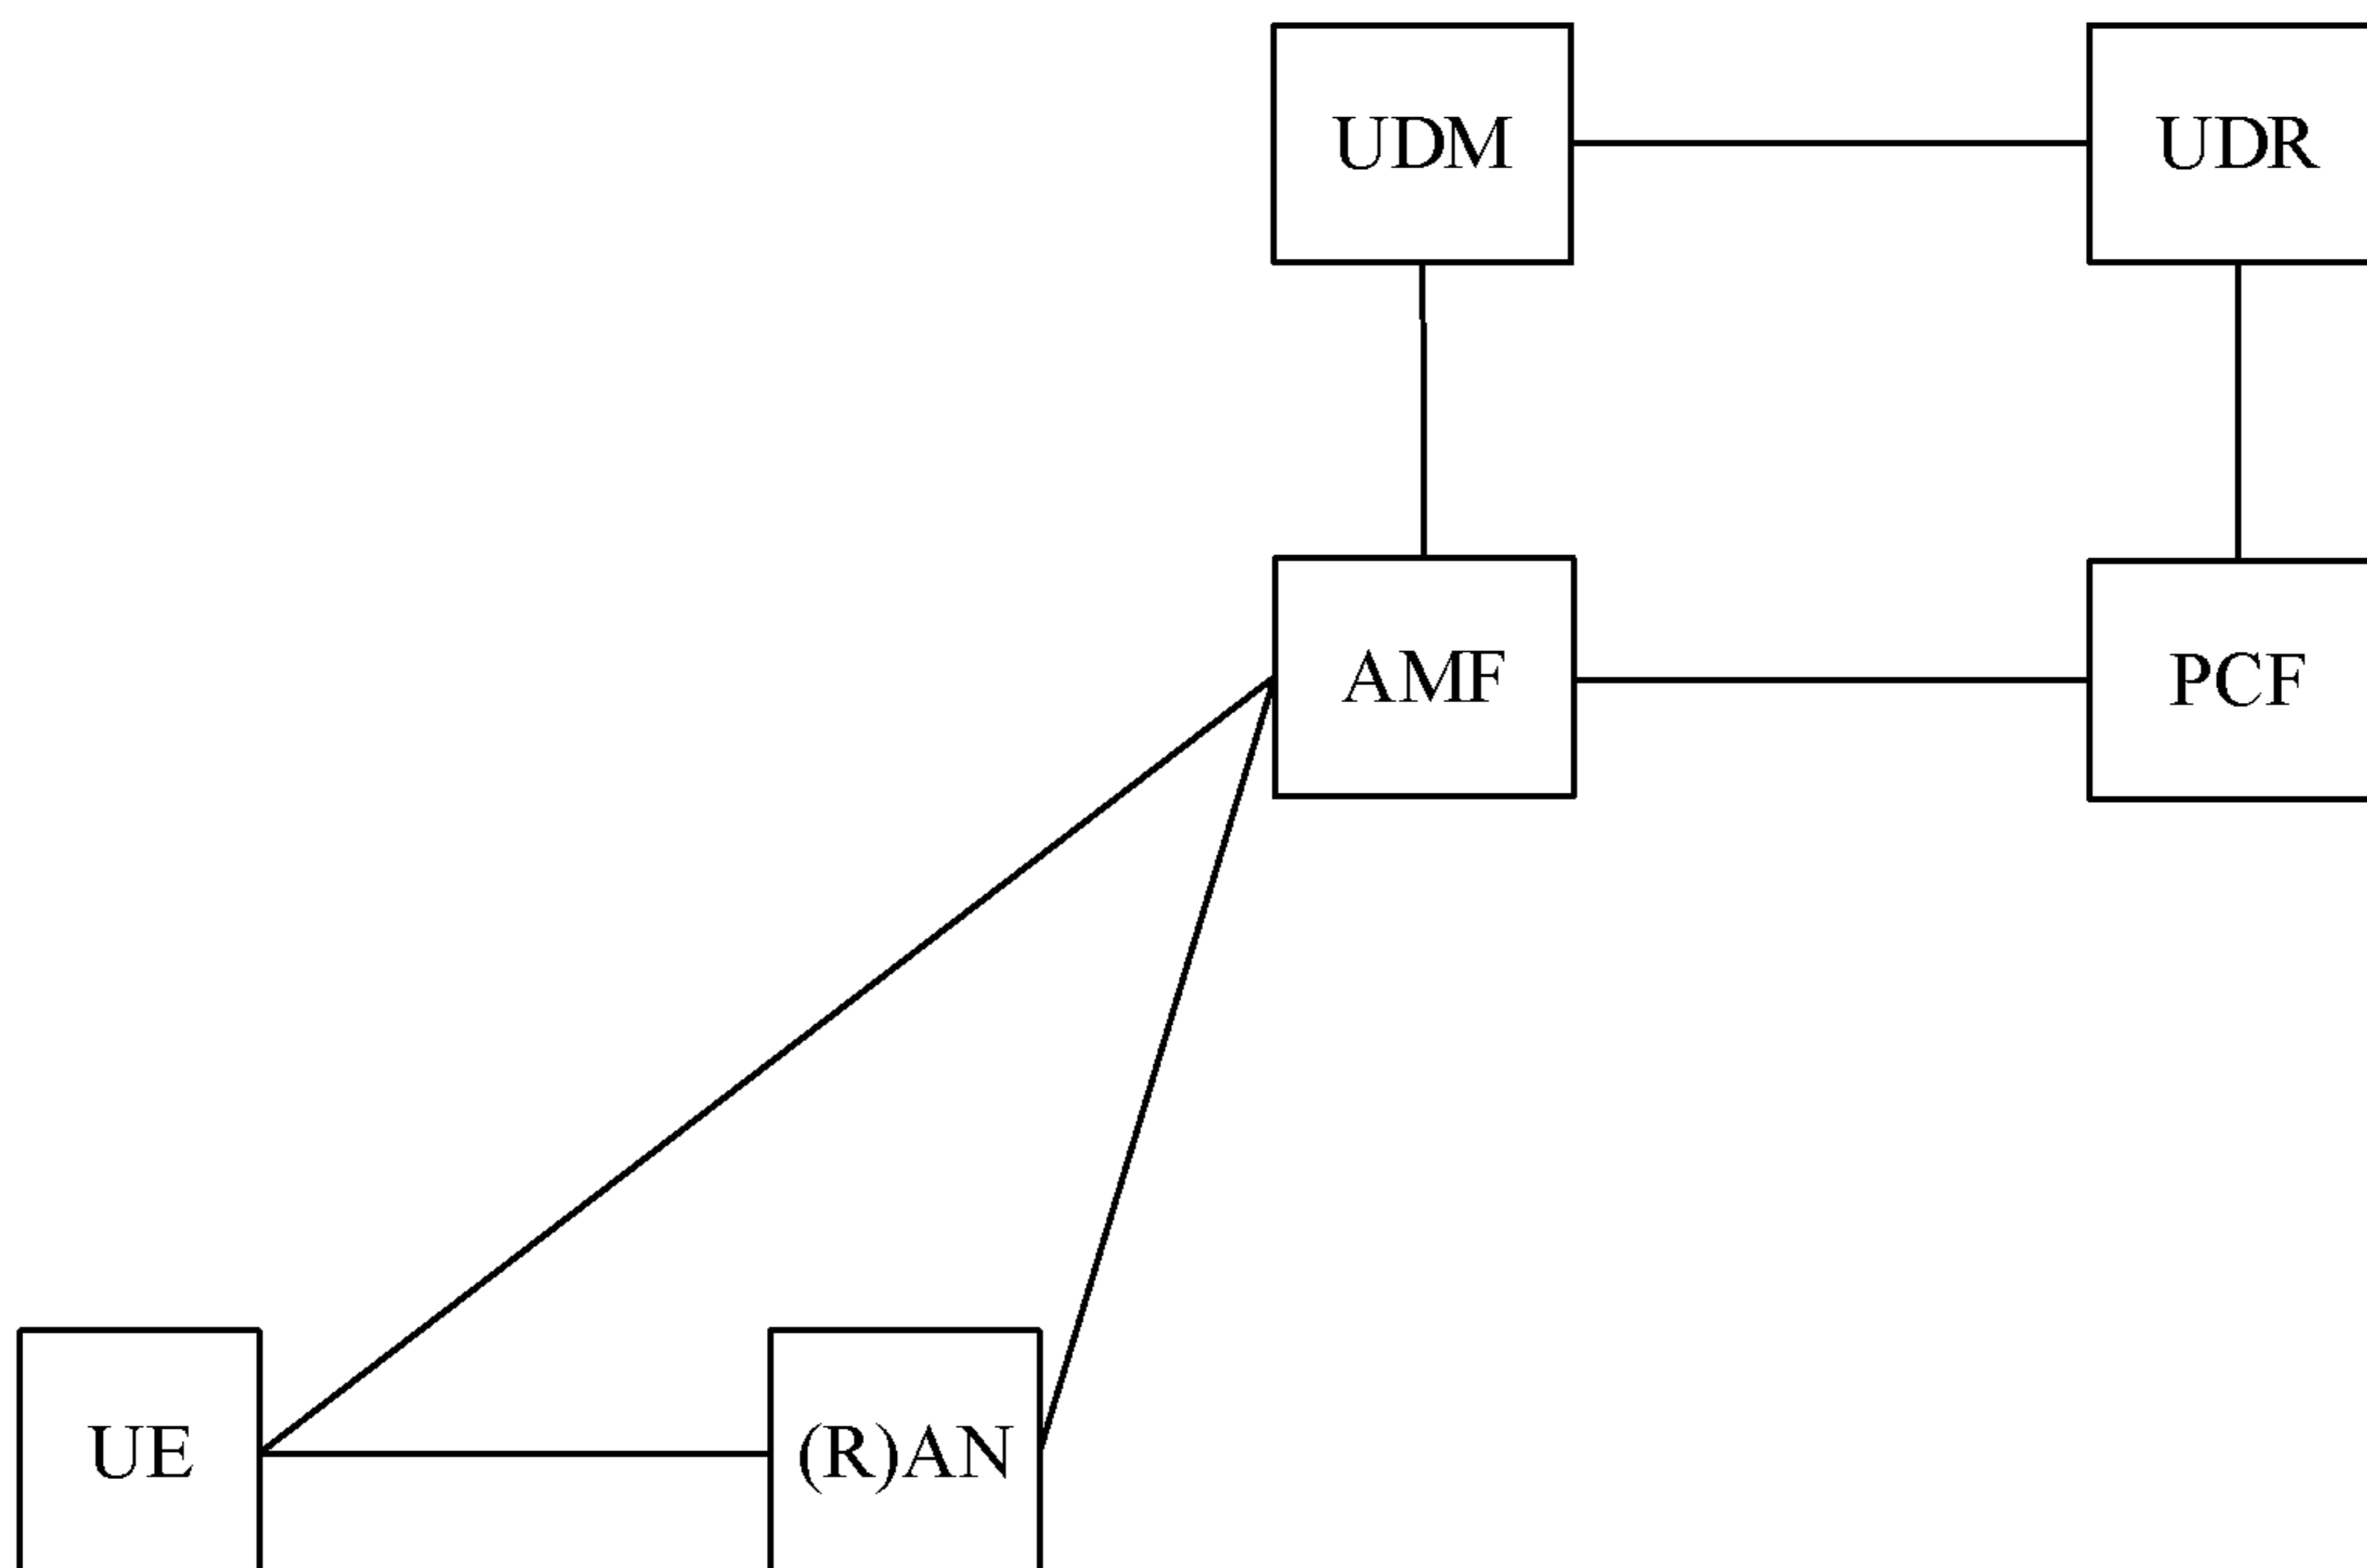 UDM
UDR
AMF
PCF
UE
(R)AN